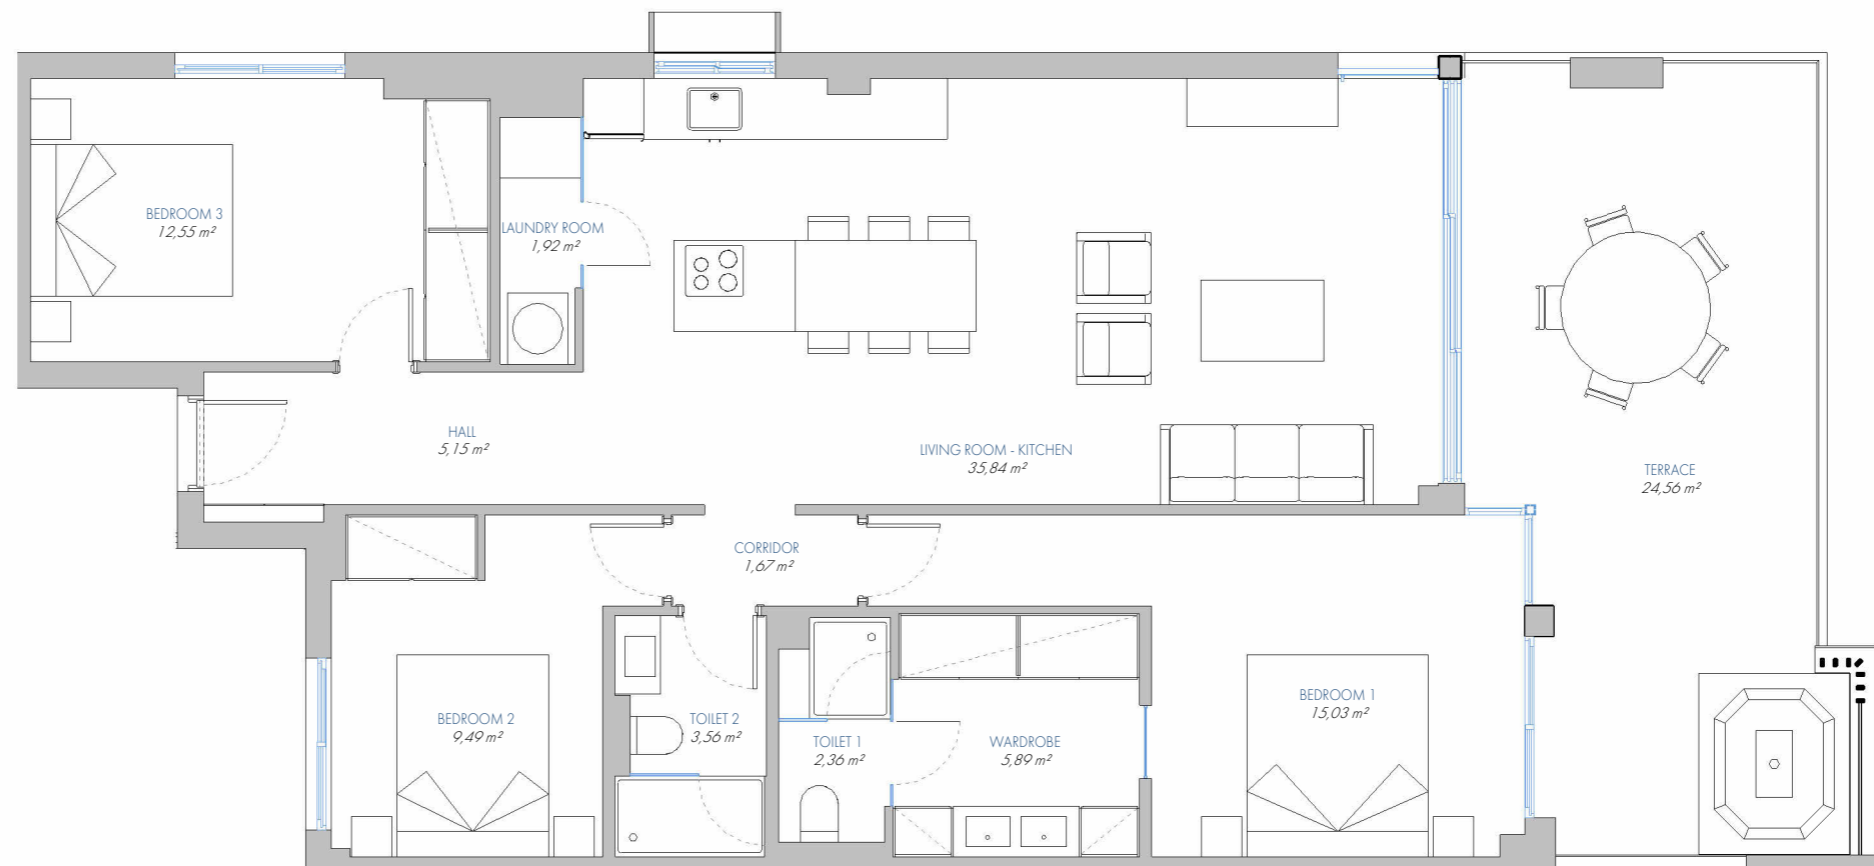 BEDROOM 3
12,55 m²
LAUNDRY ROOM
1,92 m²
HALL
5,15 m²
LIVING ROOM - KITCHEN
35,84 m²
TERRACE
24,56 m²
CORRIDOR
1,67 m²
BEDROOM 2
9,49 m²
TOILET 2
3,56 m²
TOILET 1
2,36 m²
WARDROBE
5,89 m²
BEDROOM 1
15,03 m²